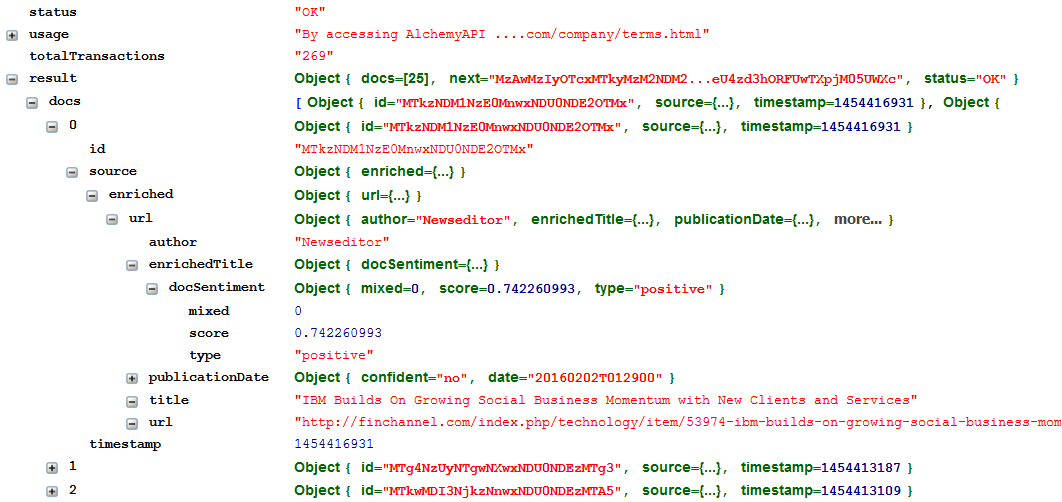 status "OK"
usage "By accessing AlchemyAPI ....com/company/terms.html"
totalTransactions "269"
result Object { docs=[25], next="MzAwMzIyOTcxMTkyMzM2NDM2...eU4zd3hORFUwTXpjM05UWXc", status="OK" }
docs [ Object { id="MTkzNDM1NzE0MnwxNDU0NDE2OTMx", source={...}, timestamp=1454416931 }, Object {
0 Object { id="MTkzNDM1NzE0MnwxNDU0NDE2OTMx", source={...}, timestamp=1454416931 }
id "MTkzNDM1NzE0MnwxNDU0NDE2OTMx"
source Object { enriched={...} }
enriched Object { url={...} }
url Object { author="Newseditor", enrichedTitle={...}, publicationDate={...}, more... }
author "Newseditor"
enrichedTitle Object { docSentiment={...} }
docSentiment Object { mixed=0, score=0.742260993, type="positive" }
mixed 0
score 0.742260993
type "positive"
publicationDate Object { confident="no", date="20160202T012900" }
title "IBM Builds On Growing Social Business Momentum with New Clients and Services"
url "http://finchannel.com/index.php/technology/item/53974-ibm-builds-on-growing-social-business-mom
timestamp 1454416931
1 Object { id="MTg4NzUyNTgwNXwxNDU0NDEzMTg3", source={...}, timestamp=1454413187 }
2 Object { id="MTkwMDI3NjkzNnwxNDU0NDEzMTA5", source={...}, timestamp=1454413109 }